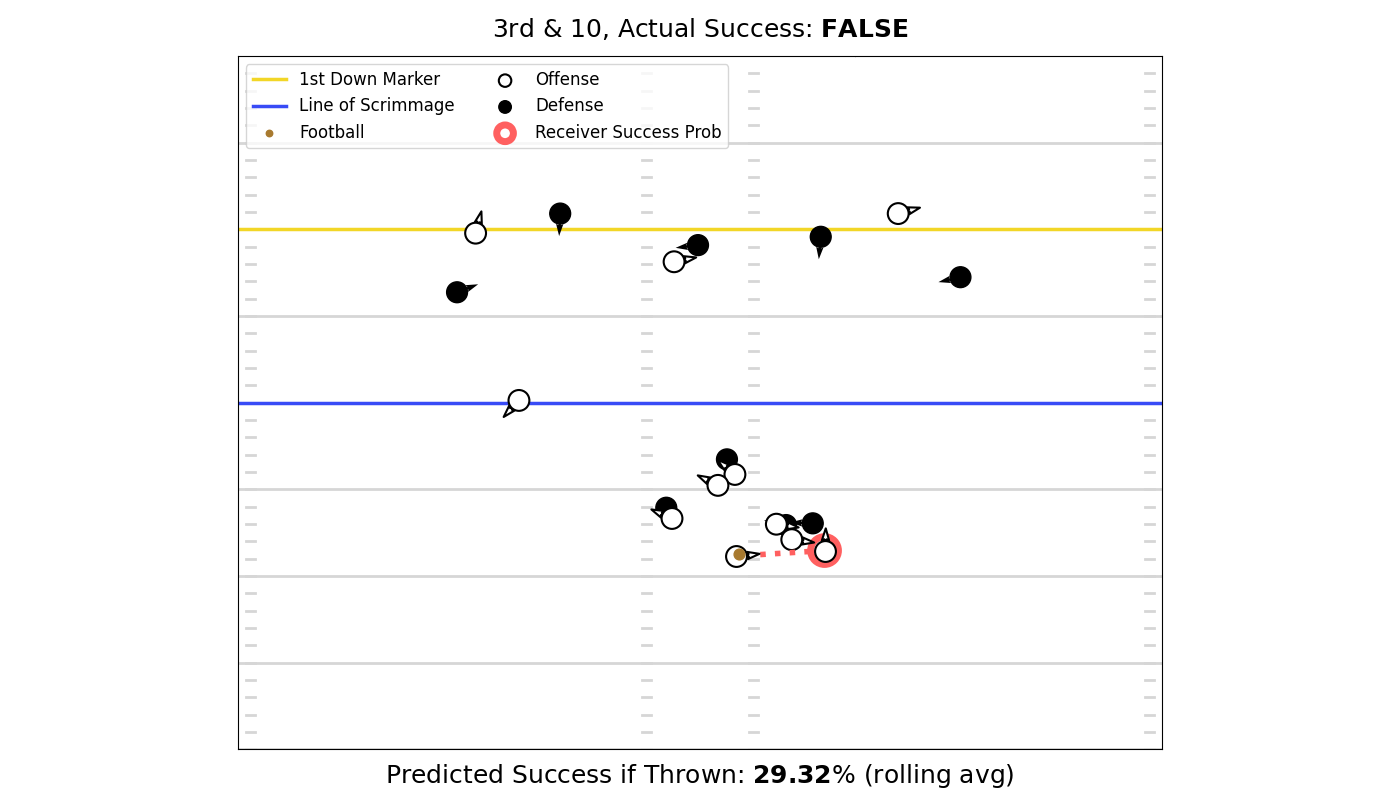 3rd & 10, Actual Success: FALSE
1st Down Marker
Line of Scrimmage
Football
Offense
Defense
Receiver Success Prob
Predicted Success if Thrown: 29.32% (rolling avg)